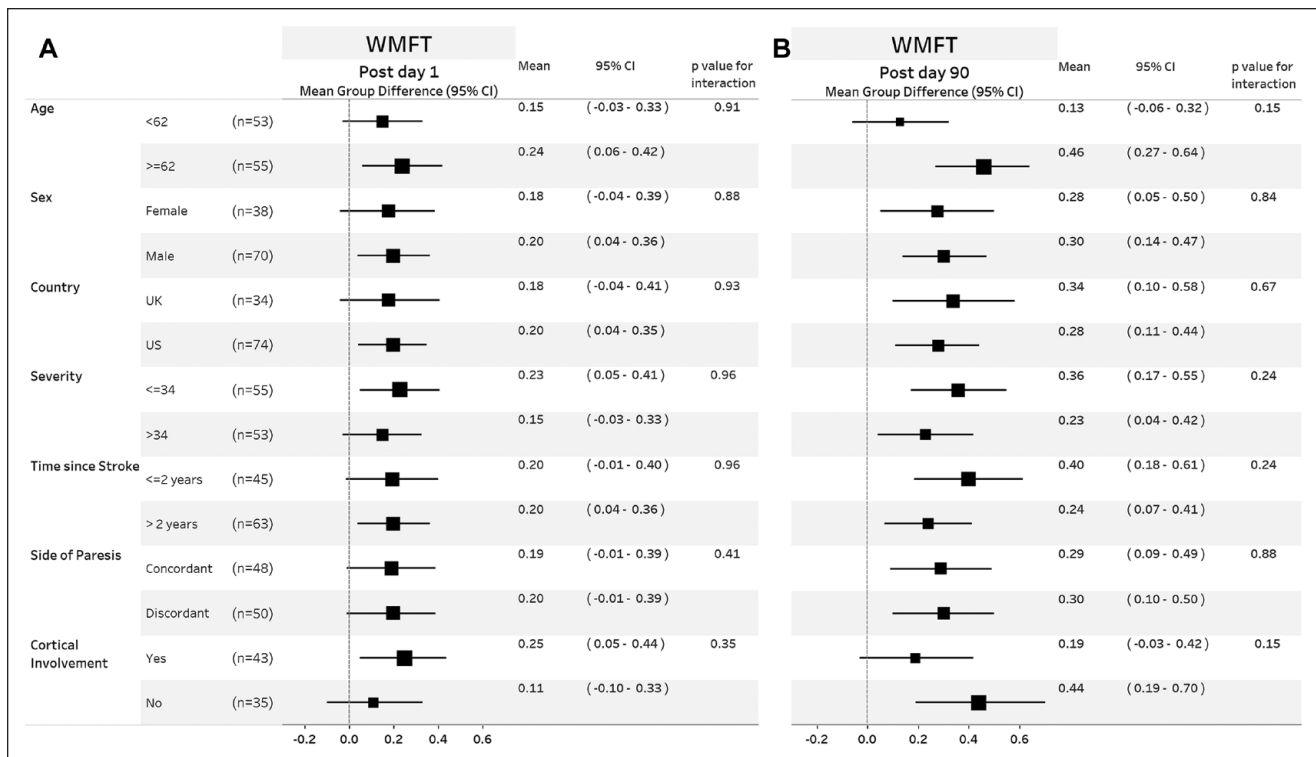 A
WMFT
Post day 1
Mean Group Difference (95% CI)
Mean 95% CI p value for interaction
B
WMFT
Post day 90
Mean Group Difference (95% CI)
Mean 95% CI p value for interaction
Age
<62 (n=53) 0.15 (-0.03 - 0.33) 0.91 0.13 (-0.06 - 0.32) 0.15
>=62 (n=55) 0.24 (0.06 - 0.42) 0.46 (0.27 - 0.64)
Sex
Female (n=38) 0.18 (-0.04 - 0.39) 0.88 0.28 (0.05 - 0.50) 0.84
Male (n=70) 0.20 (0.04 - 0.36) 0.30 (0.14 - 0.47)
Country
UK (n=34) 0.18 (-0.04 - 0.41) 0.93 0.34 (0.10 - 0.58) 0.67
US (n=74) 0.20 (0.04 - 0.35) 0.28 (0.11 - 0.44)
Severity
<=34 (n=55) 0.23 (0.05 - 0.41) 0.96 0.36 (0.17 - 0.55) 0.24
>34 (n=53) 0.15 (-0.03 - 0.33) 0.23 (0.04 - 0.42)
Time since Stroke
<=2 years (n=45) 0.20 (-0.01 - 0.40) 0.96 0.40 (0.18 - 0.61) 0.24
> 2 years (n=63) 0.20 (0.04 - 0.36) 0.24 (0.07 - 0.41)
Side of Paresis
Concordant (n=48) 0.19 (-0.01 - 0.39) 0.41 0.29 (0.09 - 0.49) 0.88
Discordant (n=50) 0.20 (-0.01 - 0.39) 0.30 (0.10 - 0.50)
Cortical
Involvement
Yes (n=43) 0.25 (0.05 - 0.44) 0.35 0.19 (-0.03 - 0.42) 0.15
No (n=35) 0.11 (-0.10 - 0.33) 0.44 (0.19 - 0.70)
-0.2 0.0 0.2 0.4 0.6 -0.2 0.0 0.2 0.4 0.6